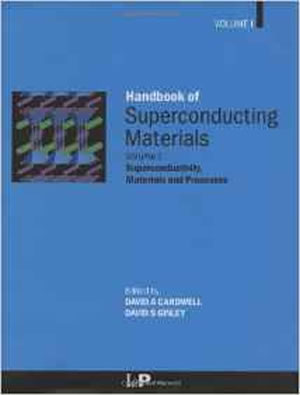 VOLUME I
Handbook of
Superconducting
Materials
Volume I
Superconductivity,
Materials and Processes
Edited by
DAVID A CARDWELL
DAVID S GINLEY
IoP